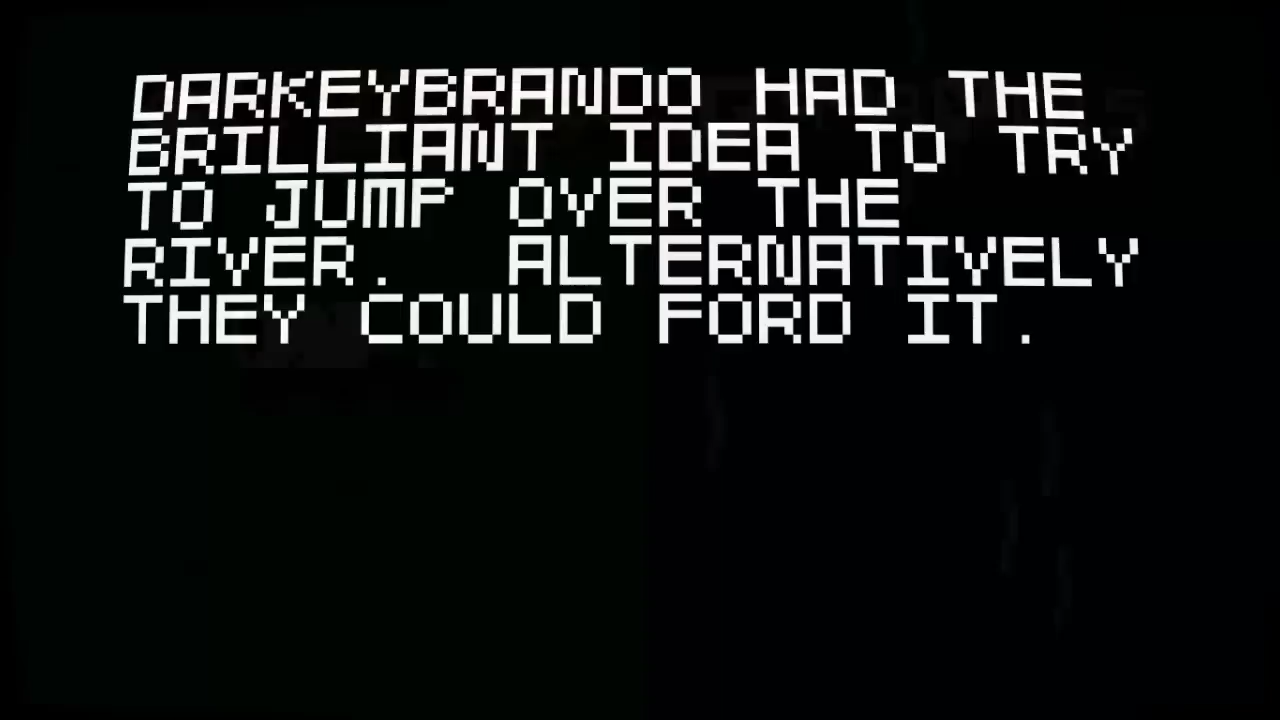 DARKEYBRANDO HAD THE
BRILLIANT IDEA TO TRY
TO JUMP OVER THE
RIVER.  ALTERNATIVELY
THEY COULD FORD IT.